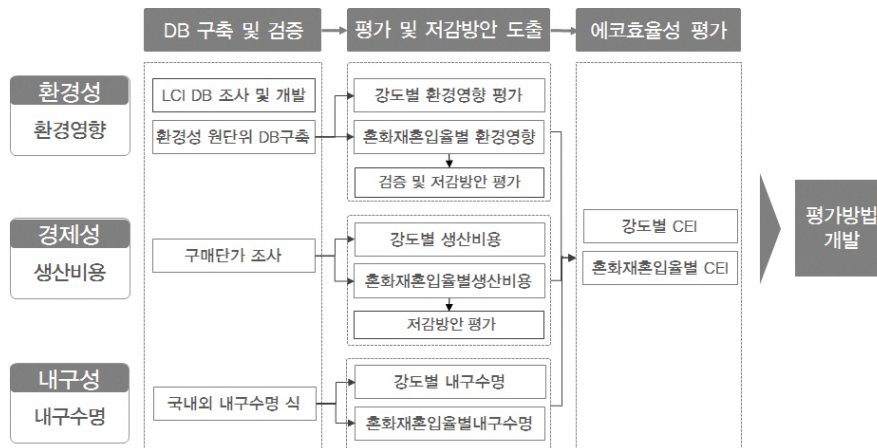 DB 구축 및 검증
평가 및 저감방안 도출
에코효율성 평가
환경성
환경영향
LCI DB 조사 및 개발
환경성 원단위 DB구축
강도별 환경영향 평가
혼화재혼입율별 환경영향
검증 및 저감방안 평가
경제성
생산비용
구매단가 조사
강도별 생산비용
혼화재혼입율별생산비용
저감방안 평가
내구성
내구수명
국내외 내구수명 식
강도별 내구수명
혼화재혼입율별내구수명
강도별 CEI
혼화재혼입율별 CEI
평가방법
개발